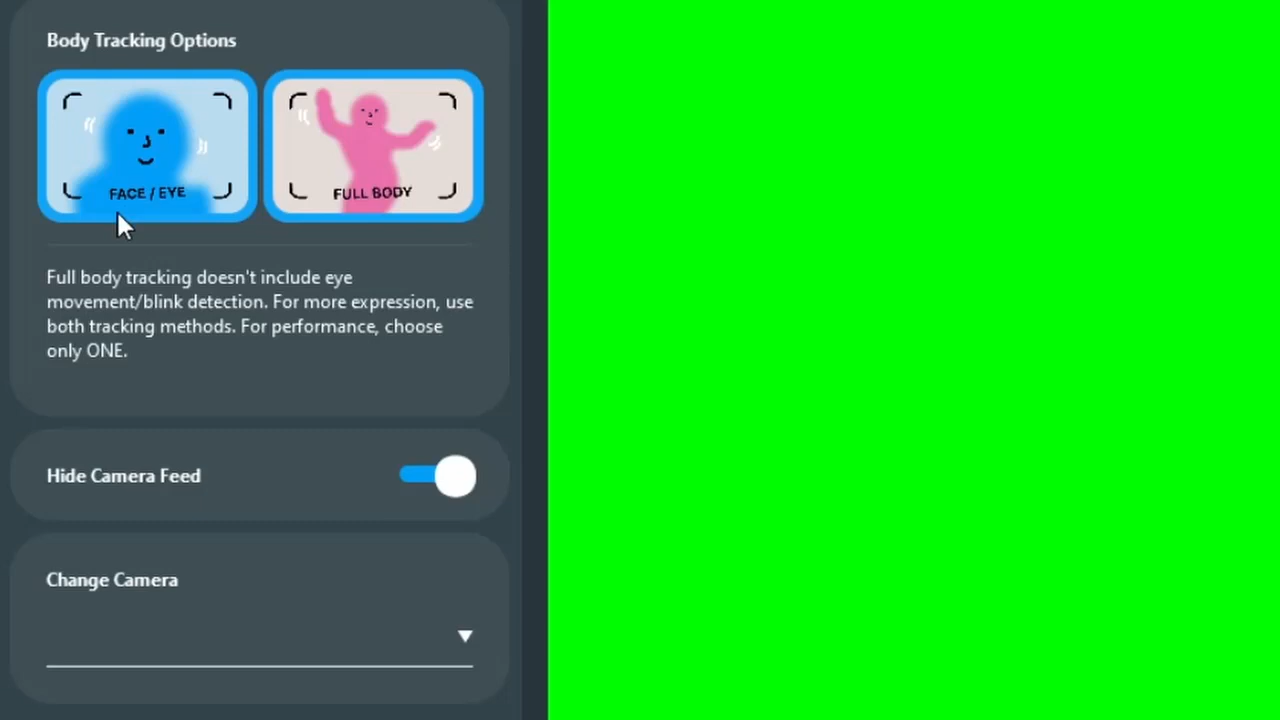 Body Tracking Options
FACE / EYE
FULL BODY
Full body tracking doesn't include eye
movement/blink detection. For more expression, use
both tracking methods. For performance, choose
only ONE.
Hide Camera Feed
Change Camera